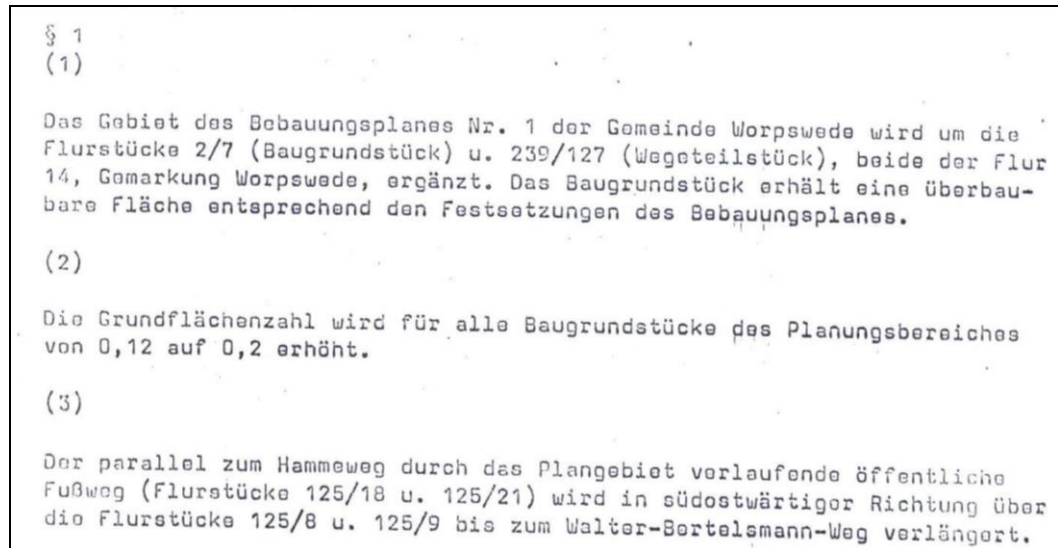 § 1
(1)
Das Gebiet des Bebauungsplanes Nr. 1 der Gemeinde Worpswede wird um die
Flurstücke 2/7 (Baugrundstück) u. 239/127 (Wegeteilstück), beide der Flur
14, Gemarkung Worpswede, ergänzt. Das Baugrundstück erhält eine überbau-
bare Fläche entsprechend den Festsetzungen des Bebauungsplanes.
(2)
Die Grundflächenzahl wird für alle Baugrundstücke des Planungsbereiches
von 0,12 auf 0,2 erhöht.
(3)
Der parallel zum Hammeweg durch das Plangebiet verlaufende öffentliche
Fußweg (Flurstücke 125/18 u. 125/21) wird in südostwärtiger Richtung über
die Flurstücke 125/8 u. 125/9 bis zum Walter-Bertelsmann-Weg verlängert.